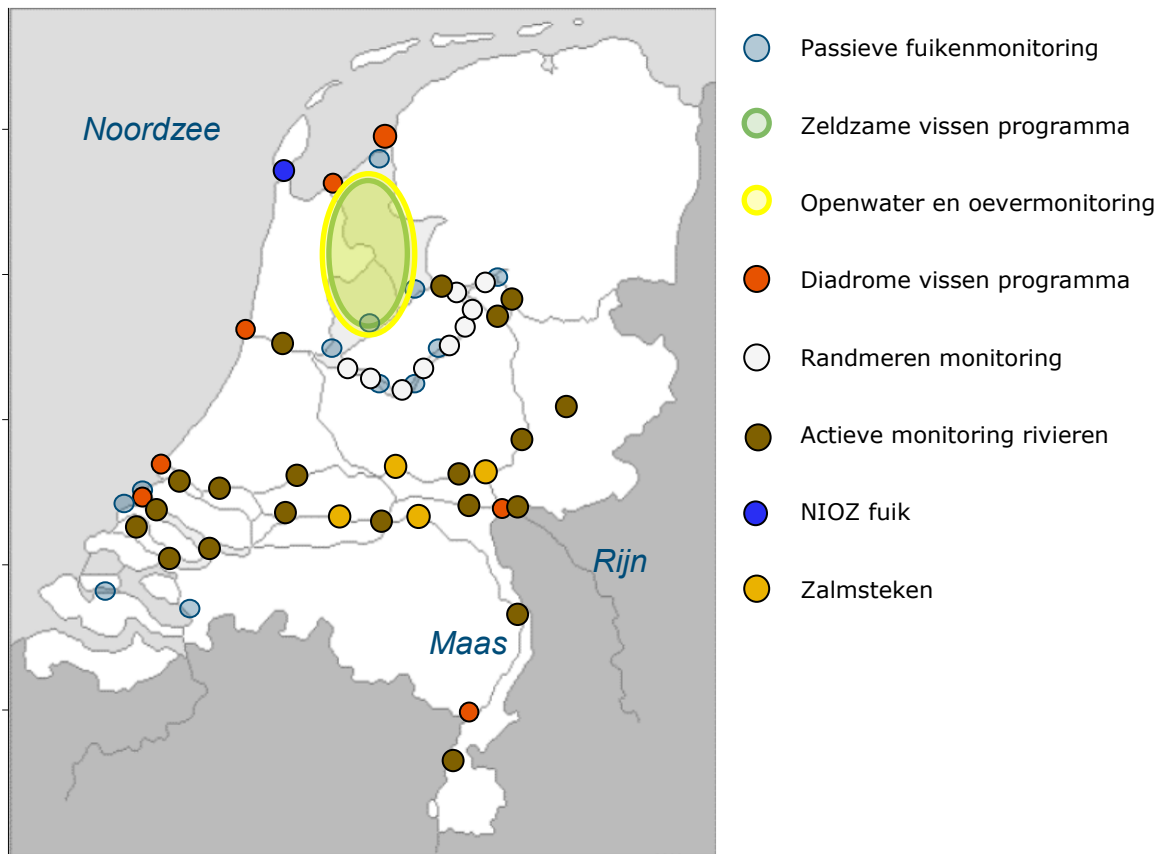 Noordzee
Rijn
Maas
Passieve fuikenmonitoring
Zeldzame vissen programma
Openwater en oevermonitoring
Diadrome vissen programma
Randmeren monitoring
Actieve monitoring rivieren
NIOZ fuik
Zalmsteken